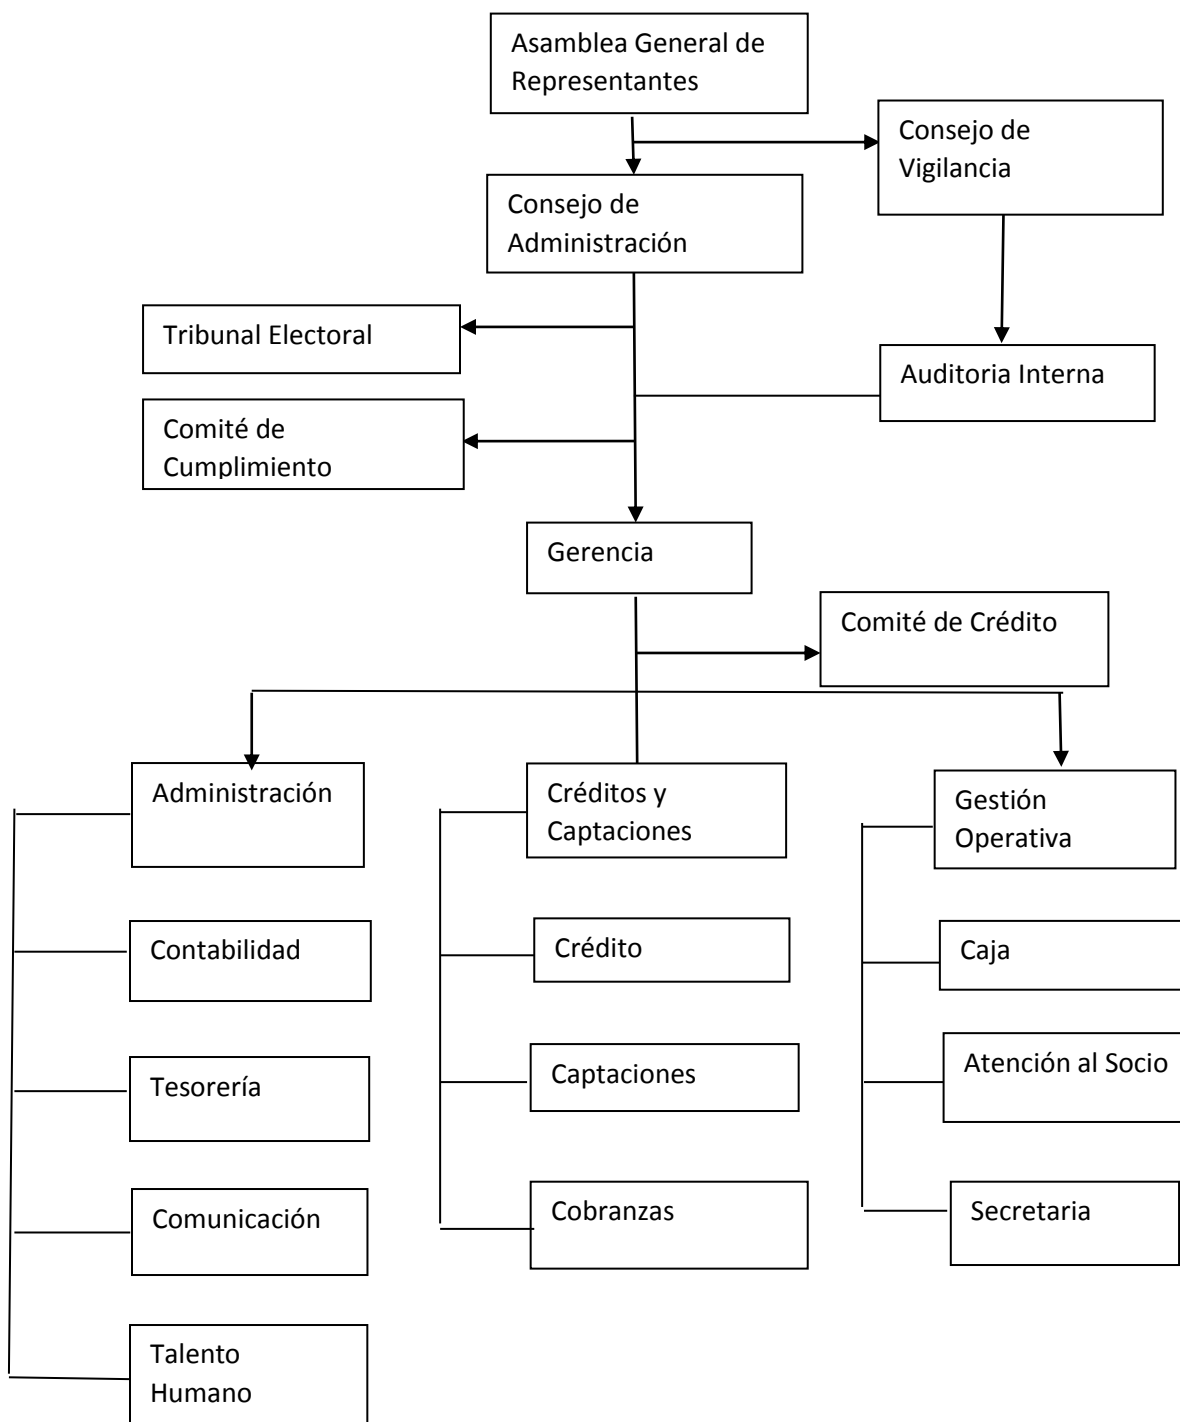 Asamblea General de
Representantes
Consejo de
Vigilancia
Consejo de
Administración
Tribunal Electoral
Auditoria Interna
Comité de
Cumplimiento
Gerencia
Comité de Crédito
Administración
Créditos y
Captaciones
Gestión
Operativa
Contabilidad
Crédito
Caja
Tesorería
Captaciones
Atención al Socio
Comunicación
Cobranzas
Secretaria
Talento
Humano